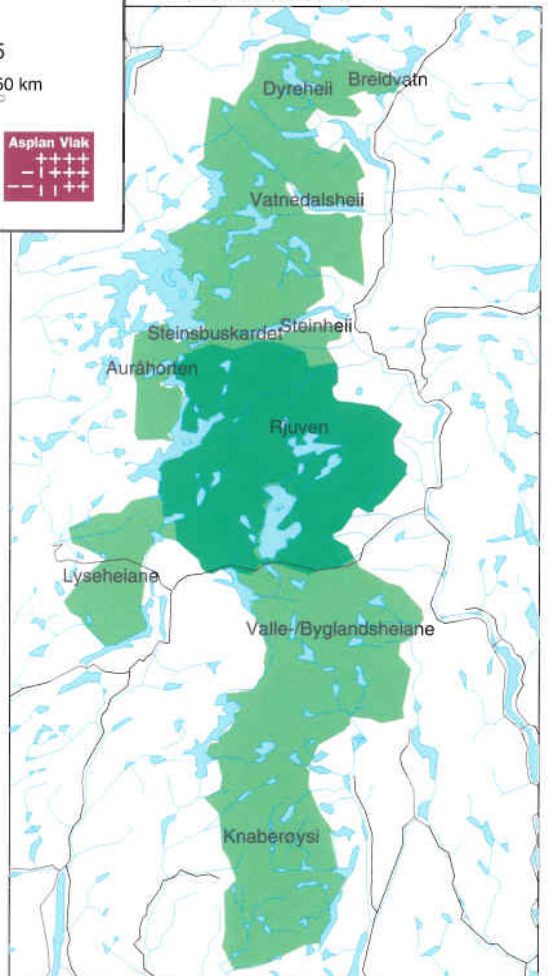 5
50 km
Asplan Viak
Dyreheii
Breidvatn
Vatnedalsheii
Steinsbuskardet
Steinheii
Auråhorten
Rjuven
Lyseheiane
Valle-/Byglandsheiane
Knaberøysi